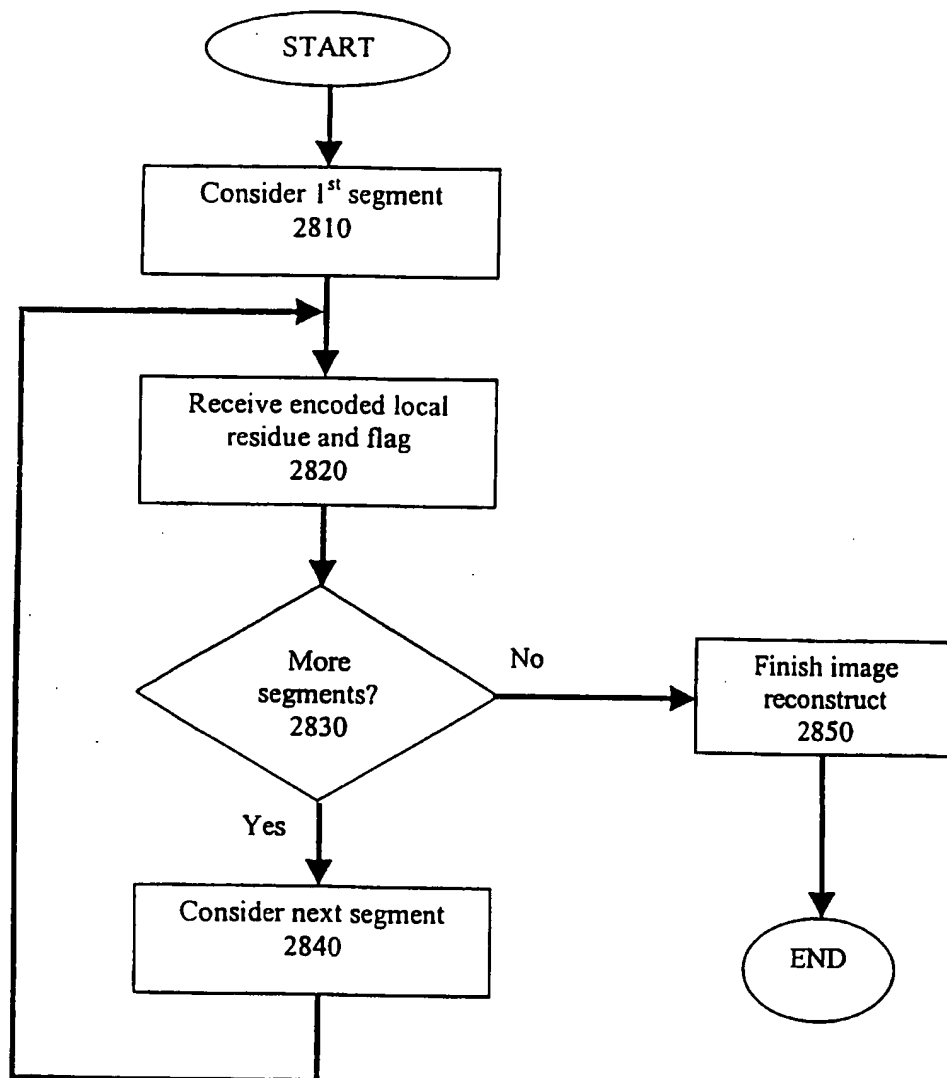 START
Consider 1st segment
2810
Receive encoded local
residue and flag
2820
More
segments?
2830
No
Finish image
reconstruct
2850
Yes
Consider next segment
2840
END